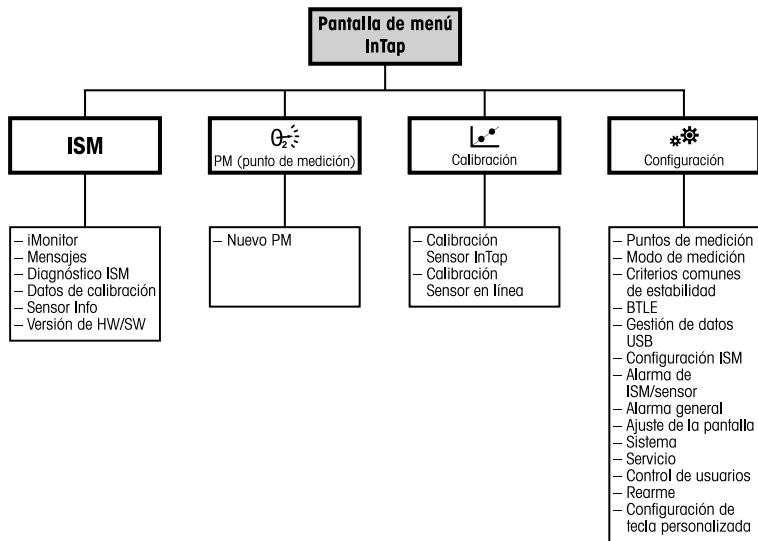 Pantalla de menú
InTap
ISM
O₂
PM (punto de medición)
Calibración
Configuración
– iMonitor
– Mensajes
– Diagnóstico ISM
– Datos de calibración
– Sensor Info
– Versión de HW/SW
– Nuevo PM
– Calibración
Sensor InTap
– Calibración
Sensor en línea
– Puntos de medición
– Modo de medición
– Criterios comunes
de estabilidad
– BTLE
– Gestión de datos
USB
– Configuración ISM
– Alarma de
ISM/sensor
– Alarma general
– Ajuste de la pantalla
– Sistema
– Servicio
– Control de usuarios
– Rearme
– Configuración de
tecla personalizada